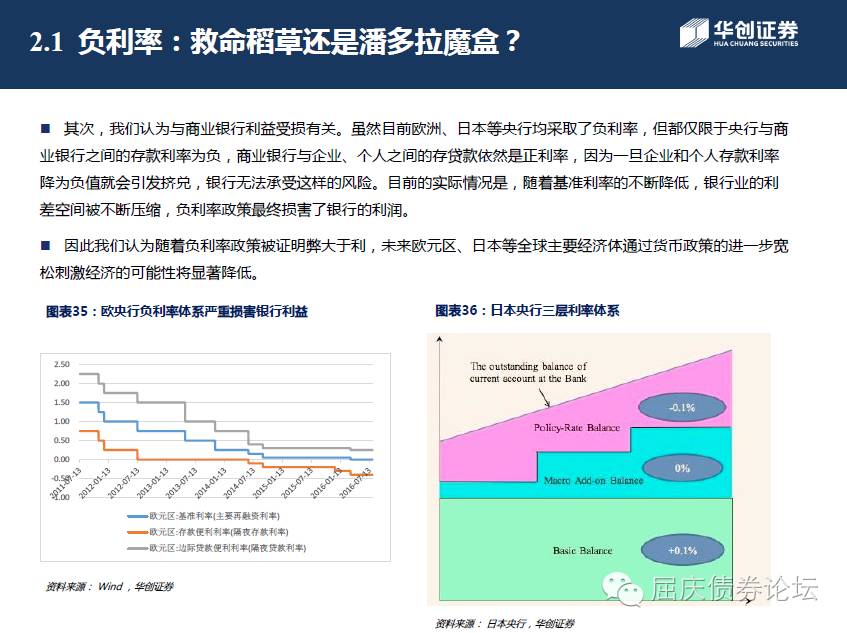 2.1 负利率：救命稻草还是潘多拉魔盒？
华创证券
HUA CHUANG SECURITIES
■ 其次，我们认为与商业银行利益受损有关。虽然目前欧洲、日本等央行均采取了负利率，但都仅限于央行与商
业银行之间的存款利率为负，商业银行与企业、个人之间的存贷款依然是正利率，因为一旦企业和个人存款利率
降为负值就会引发挤兑，银行无法承受这样的风险。目前的实际情况是，随着基准利率的不断降低，银行业的利
差空间被不断压缩，负利率政策最终损害了银行的利润。
■ 因此我们认为随着负利率政策被证明弊大于利，未来欧元区、日本等全球主要经济体通过货币政策的进一步宽
松刺激经济的可能性将显著降低。
图表35：欧央行负利率体系严重损害银行利益
2.50
2.00
1.50
1.00
0.50
0.00
-0.50
-1.00
2011-07-13
2012-01-13
2012-07-13
2013-01-13
2013-07-13
2014-01-13
2014-07-13
2015-01-13
2015-07-13
2016-01-13
2016-07-13
欧元区:基准利率(主要再融资利率)
欧元区:存款便利利率(隔夜存款利率)
欧元区:边际贷款便利利率(隔夜贷款利率)
资料来源： Wind ，华创证券
图表36：日本央行三层利率体系
The outstanding balance of
current account at the Bank
-0.1%
Policy-Rate Balance
0%
Macro Add-on Balance
Basic Balance
+0.1%
屈庆债券论坛
资料来源： 日本央行，华创证券